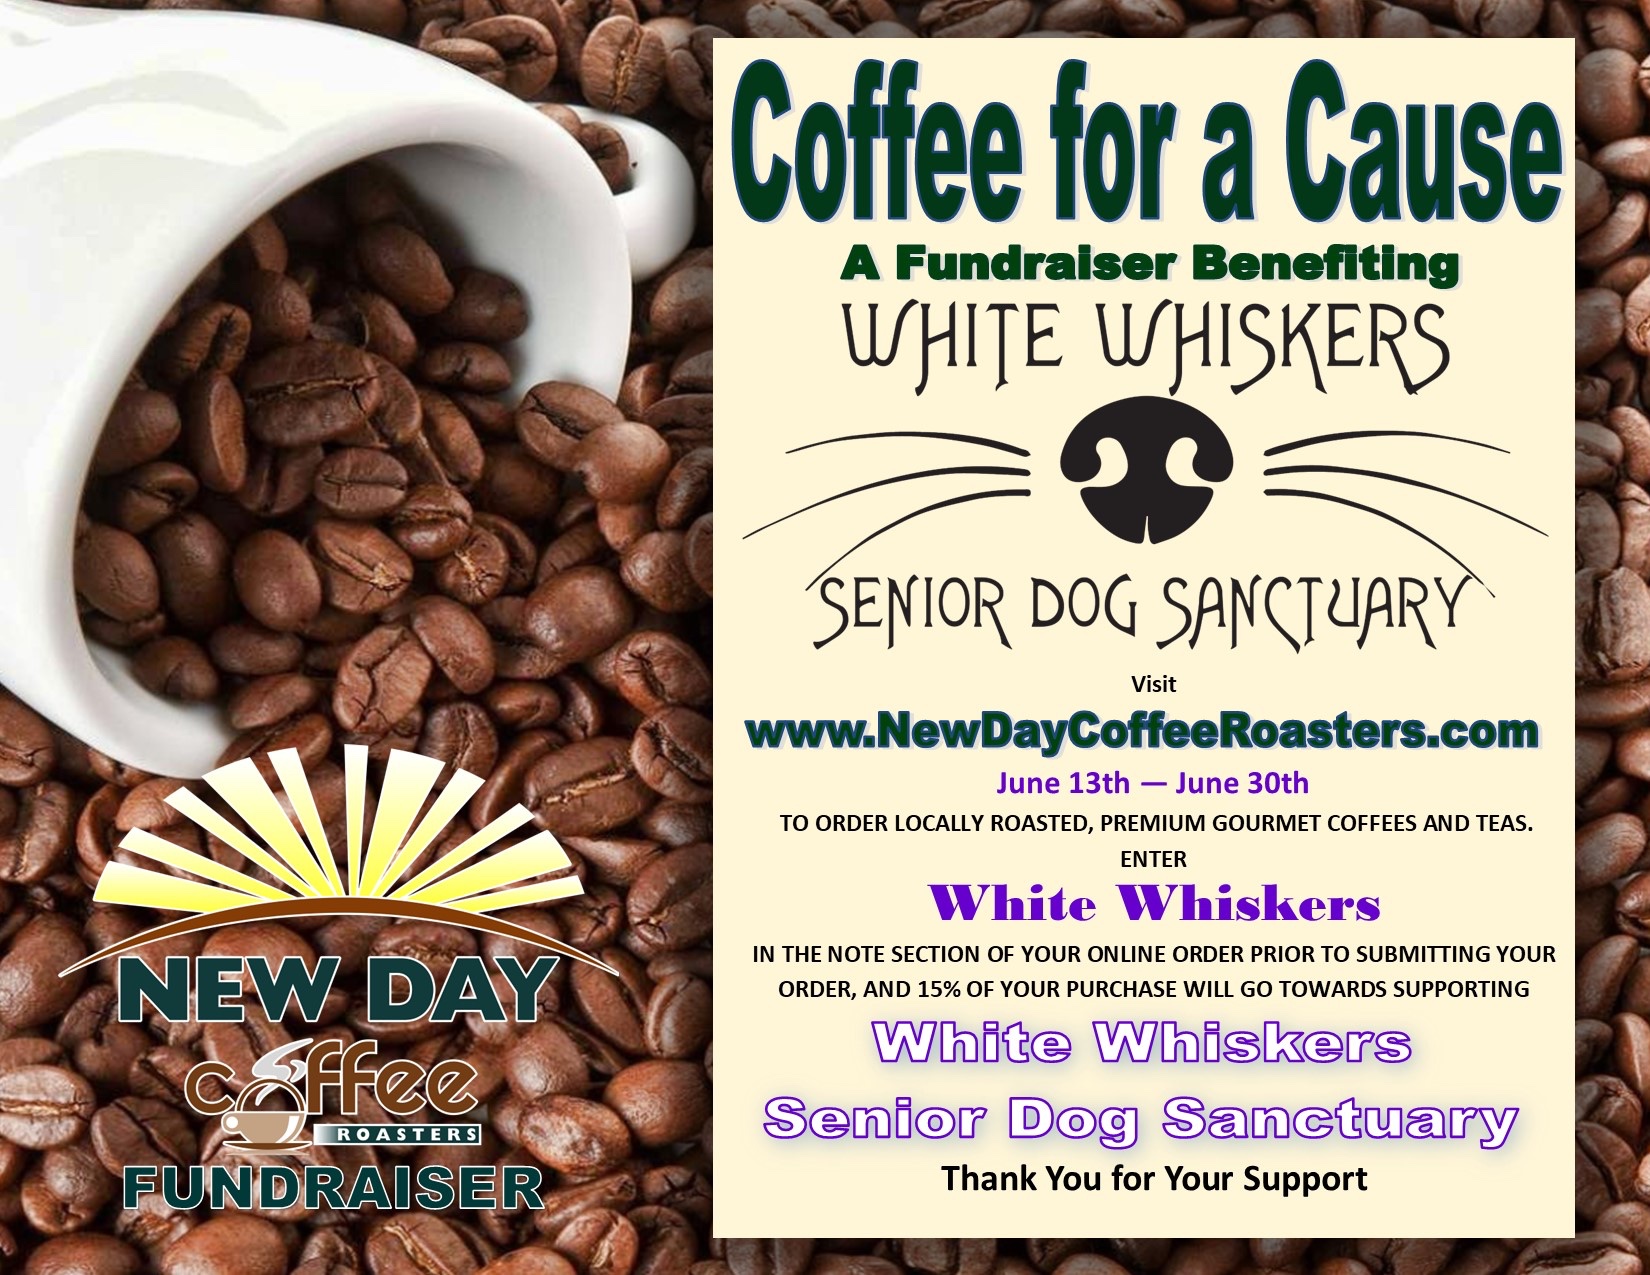 Coffee for a Cause
A Fundraiser Benefiting
WHITE WHISKERS
SENIOR DOG SANCTUARY
Visit
www.NewDayCoffeeRoasters.com
June 13th — June 30th
TO ORDER LOCALLY ROASTED, PREMIUM GOURMET COFFEES AND TEAS.
ENTER
White Whiskers
IN THE NOTE SECTION OF YOUR ONLINE ORDER PRIOR TO SUBMITTING YOUR
ORDER, AND 15% OF YOUR PURCHASE WILL GO TOWARDS SUPPORTING
White Whiskers
Senior Dog Sanctuary
Thank You for Your Support
NEW DAY
coffee
ROASTERS
FUNDRAISER